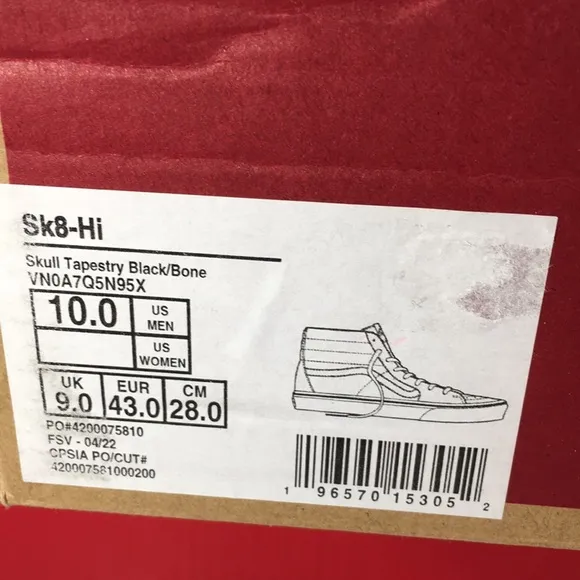 Sk8-Hi
Skull Tapestry Black/Bone
VN0A7Q5N95X
10.0 US MEN
US WOMEN
UK 9.0 EUR 43.0 CM 28.0
PO#4200075810
FSV - 04/22
CPSIA PO/CUT#
420007581000200
1 96570 15305 2